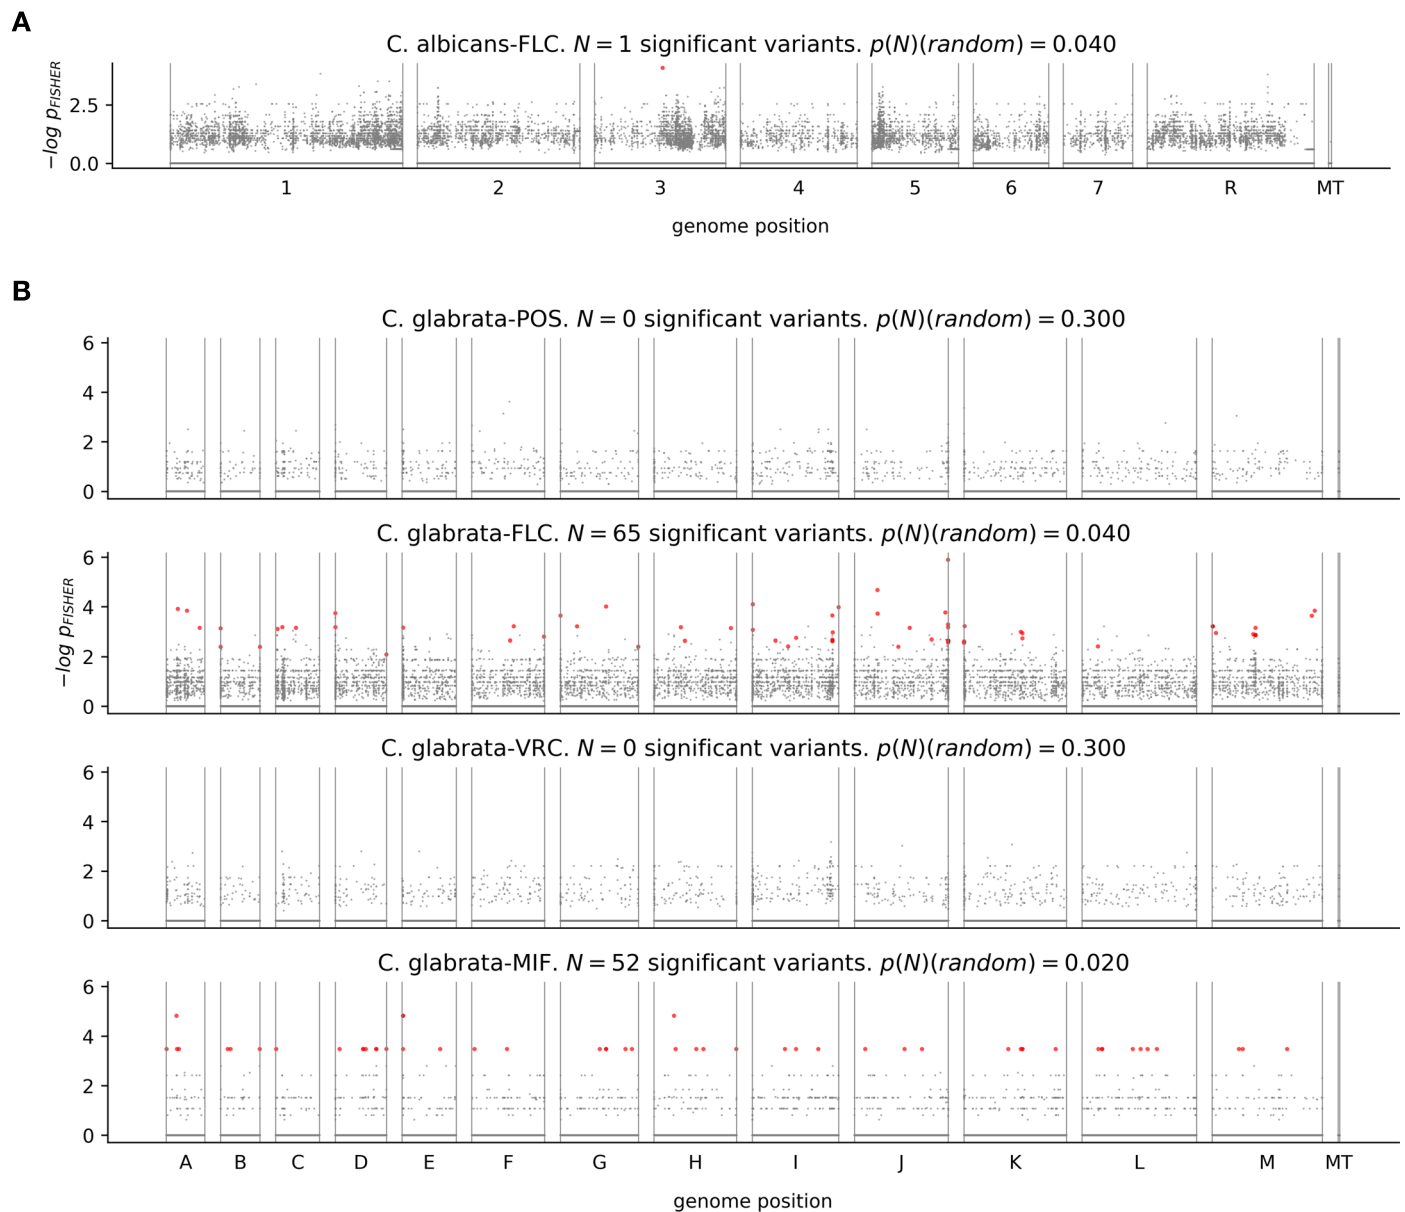 A
C. albicans-FLC. N = 1 significant variants. p(N)(random) = 0.040
−log pFISHER
2.5
0.0
1 2 3 4 5 6 7 R MT
genome position
B
C. glabrata-POS. N = 0 significant variants. p(N)(random) = 0.300
6
4
2
0
C. glabrata-FLC. N = 65 significant variants. p(N)(random) = 0.040
−log pFISHER
6
4
2
0
C. glabrata-VRC. N = 0 significant variants. p(N)(random) = 0.300
6
4
2
0
C. glabrata-MIF. N = 52 significant variants. p(N)(random) = 0.020
6
4
2
0
A B C D E F G H I J K L M MT
genome position